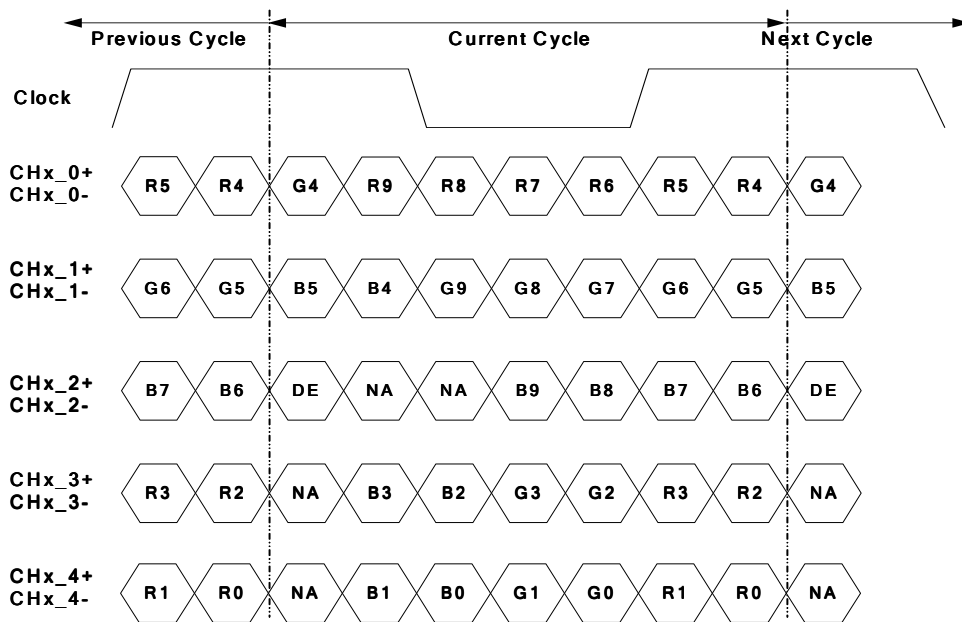 Previous Cycle Current Cycle Next Cycle
Clock
CHx_0+
CHx_0-
R5 R4 G4 R9 R8 R7 R6 R5 R4 G4
CHx_1+
CHx_1-
G6 G5 B5 B4 G9 G8 G7 G6 G5 B5
CHx_2+
CHx_2-
B7 B6 DE NA NA B9 B8 B7 B6 DE
CHx_3+
CHx_3-
R3 R2 NA B3 B2 G3 G2 R3 R2 NA
CHx_4+
CHx_4-
R1 R0 NA B1 B0 G1 G0 R1 R0 NA